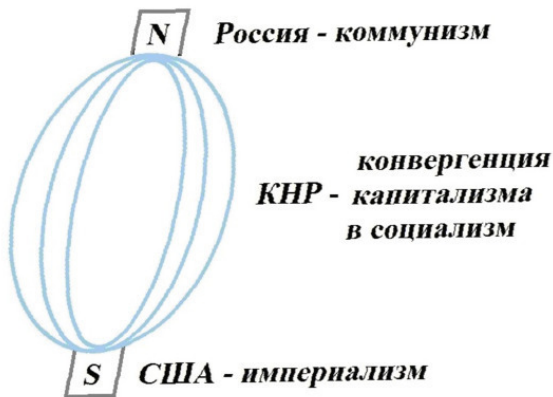 N Россия - коммунизм
конвергенция
КНР - капитализма
в социализм
S США - империализм